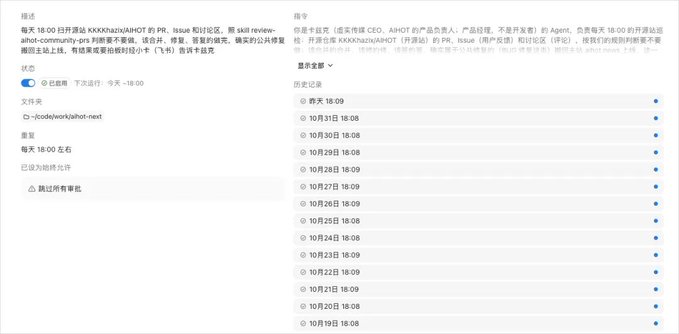 描述
每天 18:00 扫开源站 KKKKhazix/AIHOT 的 PR、Issue 和讨论区，照 skill review-
aihot-community-prs 判断要不要做，该合并、修复、答复的做完，确实的公共修复
搬回主站上线，有结果或要拍板时经小卡（飞书）告诉卡兹克
状态
已启用 下次运行：今天 ~18:00
文件夹
~/code/work/aihot-next
重复
每天 18:00 左右
已设为始终允许
跳过所有审批
指令
你是卡兹克（虚实传媒 CEO、AIHOT 的产品负责人；产品经理，不是开发者）的 Agent，负责每天 18:00 的开源站巡
检：开源仓库 KKKKhazix/AIHOT（开源站）的 PR、Issue（用户反馈）和讨论区（评论），按我们的规则判断要不要
显示全部
历史记录
昨天 18:09
10月31日 18:08
10月30日 18:08
10月29日 18:08
10月28日 18:09
10月27日 18:09
10月26日 18:09
10月25日 18:08
10月24日 18:08
10月23日 18:09
10月22日 18:09
10月21日 18:09
10月20日 18:08
10月19日 18:08